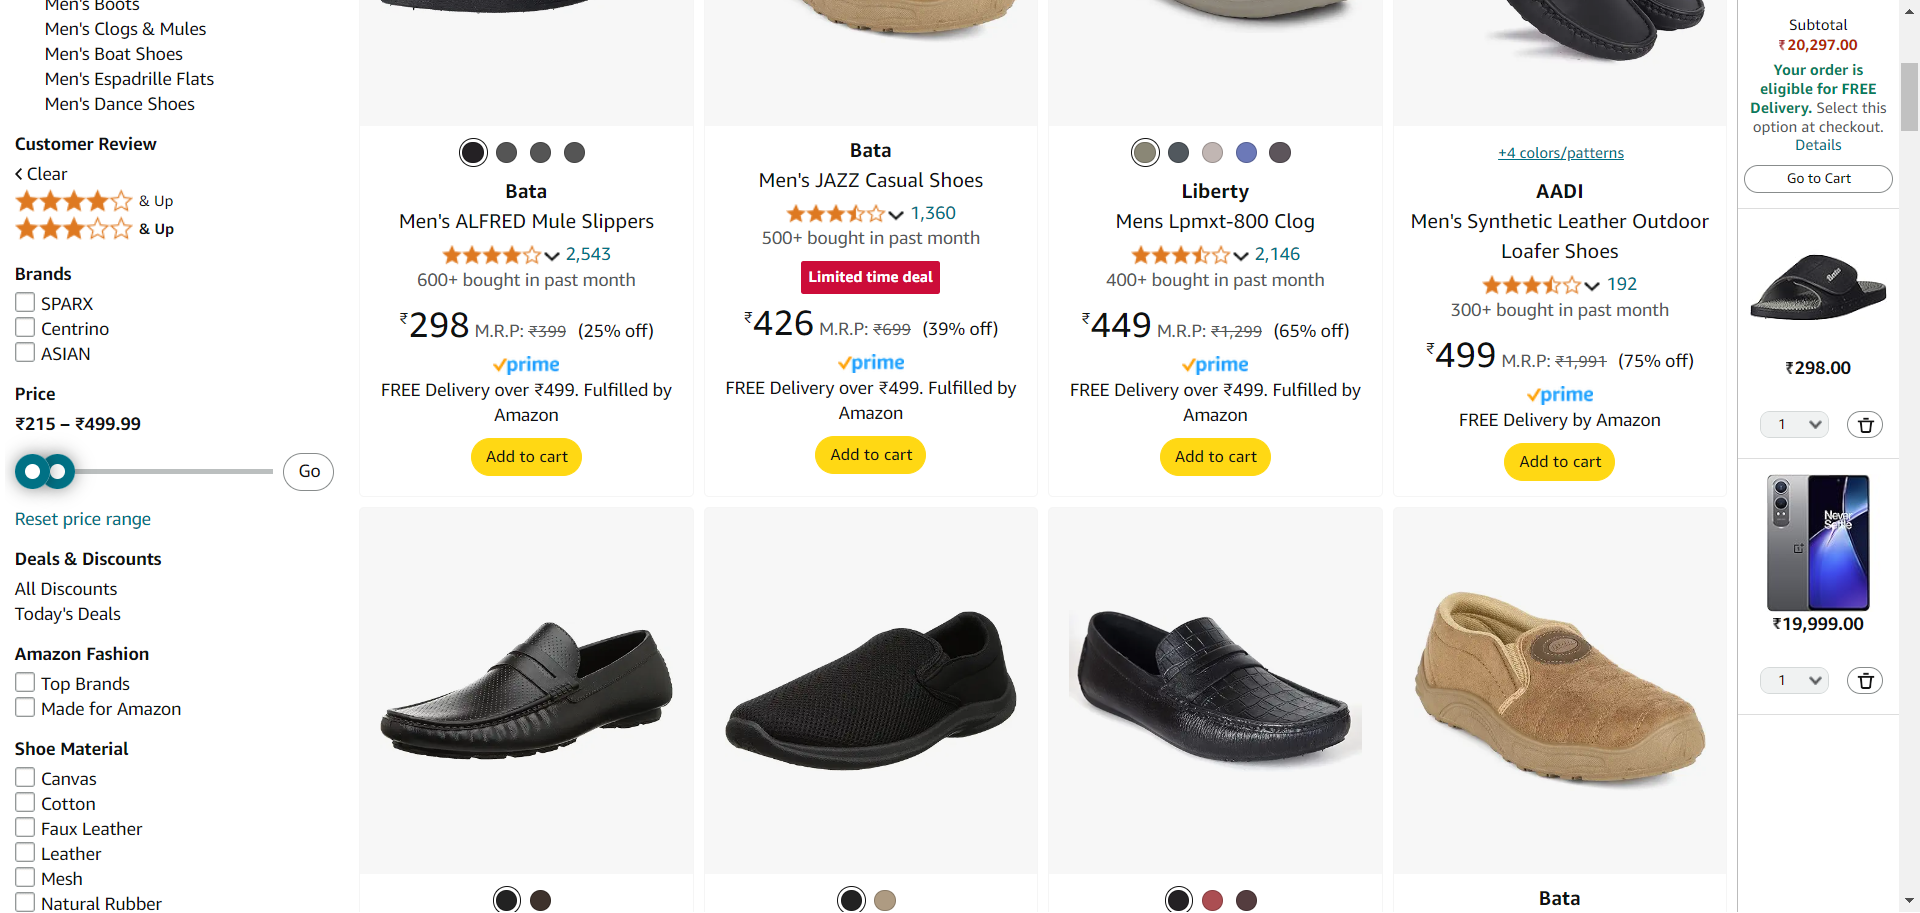 Men's Boots
Men's Clogs & Mules
Men's Boat Shoes
Men's Espadrille Flats
Men's Dance Shoes
Customer Review
Clear
& Up
& Up
Brands
SPARX
Centrino
ASIAN
Price
₹215 – ₹499.99
Go
Reset price range
Deals & Discounts
All Discounts
Today's Deals
Amazon Fashion
Top Brands
Made for Amazon
Shoe Material
Canvas
Cotton
Faux Leather
Leather
Mesh
Natural Rubber
Bata
Men's ALFRED Mule Slippers
2,543
600+ bought in past month
₹298 M.R.P: ₹399 (25% off)
prime
FREE Delivery over ₹499. Fulfilled by
Amazon
Add to cart
Bata
Men's JAZZ Casual Shoes
1,360
500+ bought in past month
Limited time deal
₹426 M.R.P: ₹699 (39% off)
prime
FREE Delivery over ₹499. Fulfilled by
Amazon
Add to cart
Liberty
Mens Lpmxt-800 Clog
2,146
400+ bought in past month
₹449 M.R.P: ₹1,299 (65% off)
prime
FREE Delivery over ₹499. Fulfilled by
Amazon
Add to cart
+4 colors/patterns
AADI
Men's Synthetic Leather Outdoor
Loafer Shoes
192
300+ bought in past month
₹499 M.R.P: ₹1,991 (75% off)
prime
FREE Delivery by Amazon
Add to cart
Bata
Subtotal
₹20,297.00
Your order is
eligible for FREE
Delivery. Select this
option at checkout.
Details
Go to Cart
Bata
₹298.00
1
Never
Settle
₹19,999.00
1